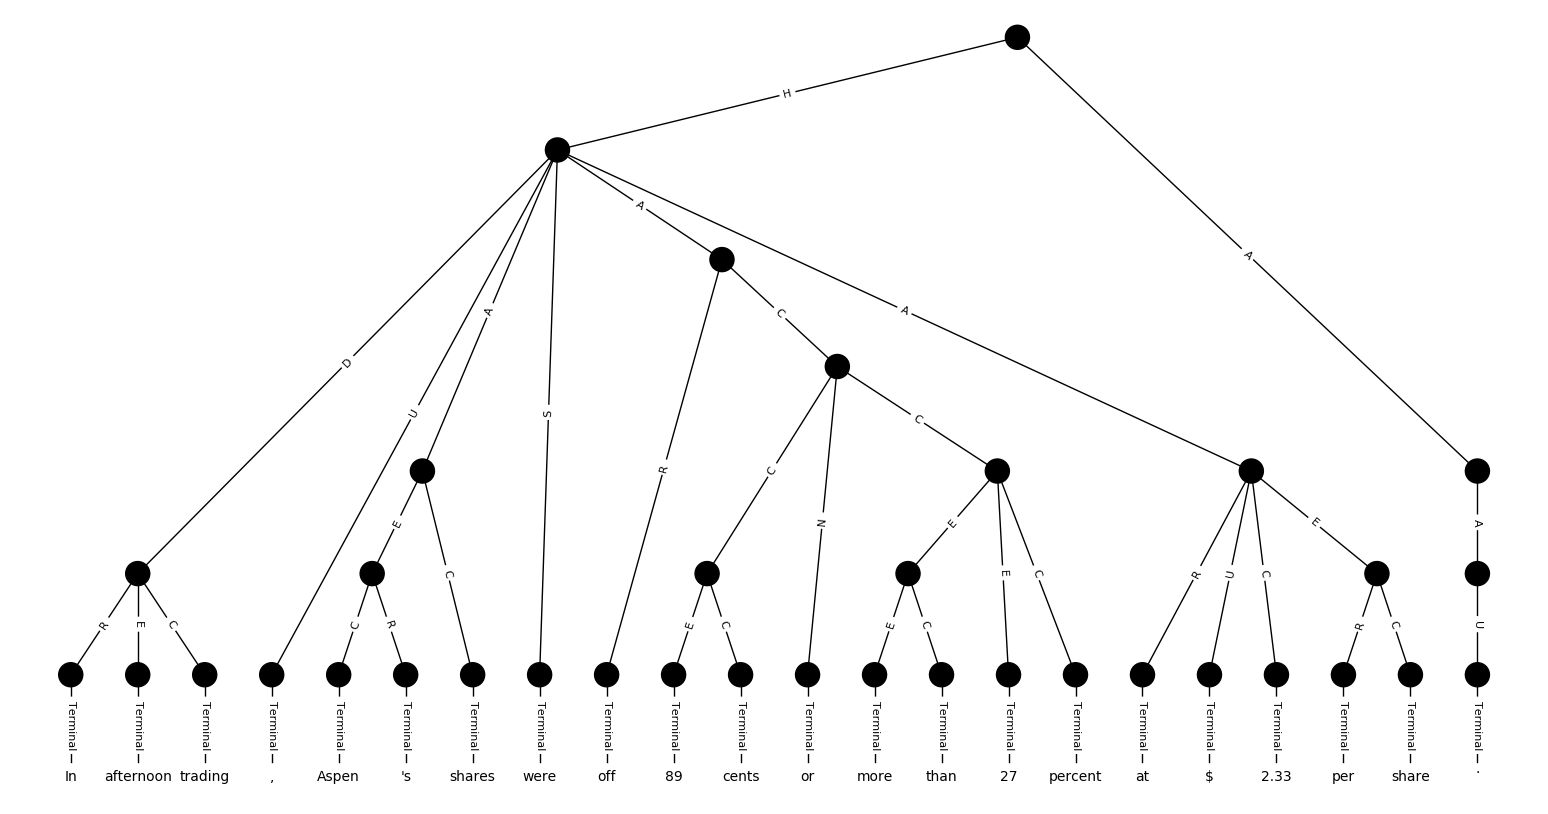 H
A
A
D
A
A
C
U
S
C
R
C
N
E
A
E
C
E
C
R
U
C
E
R
E
C
C
R
E
C
E
C
R
C
U
Terminal Terminal Terminal Terminal Terminal Terminal Terminal Terminal Terminal Terminal Terminal Terminal Terminal Terminal Terminal Terminal Terminal Terminal Terminal Terminal Terminal Terminal
In afternoon trading , Aspen 's shares were off 89 cents or more than 27 percent at $ 2.33 per share .